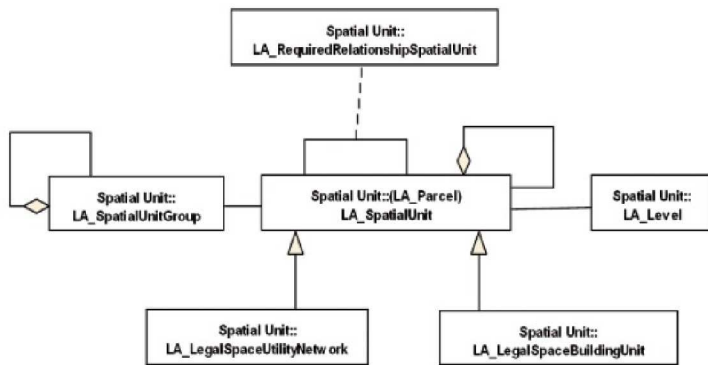 Spatial Unit::
LA_RequiredRelationshipSpatialUnit
Spatial Unit::
LA_SpatialUnitGroup
Spatial Unit::(LA_Parcel)
LA_SpatialUnit
Spatial Unit::
LA_Level
Spatial Unit::
LA_LegalSpaceUtilityNetwork
Spatial Unit::
LA_LegalSpaceBuildingUnit